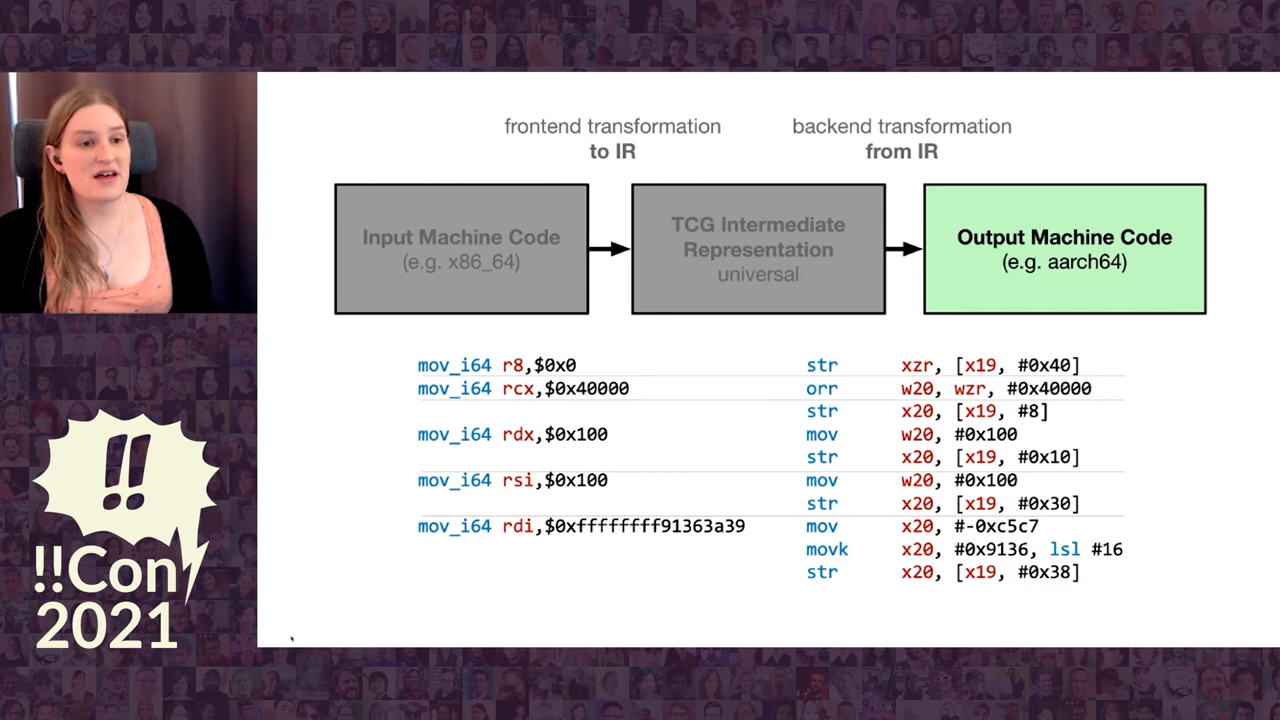 frontend transformation
to IR
backend transformation
from IR
Input Machine Code
(e.g. x86_64)
TCG Intermediate
Representation
universal
Output Machine Code
(e.g. aarch64)
mov_i64 r8,$0x0
str xzr, [x19, #0x40]
mov_i64 rcx,$0x40000
orr w20, wzr, #0x40000
str x20, [x19, #8]
mov_i64 rdx,$0x100
mov w20, #0x100
str x20, [x19, #0x10]
mov_i64 rsi,$0x100
mov w20, #0x100
str x20, [x19, #0x30]
mov_i64 rdi,$0xffffffff91363a39
mov x20, #-0xc5c7
movk x20, #0x9136, lsl #16
str x20, [x19, #0x38]
!!
!!Con
2021